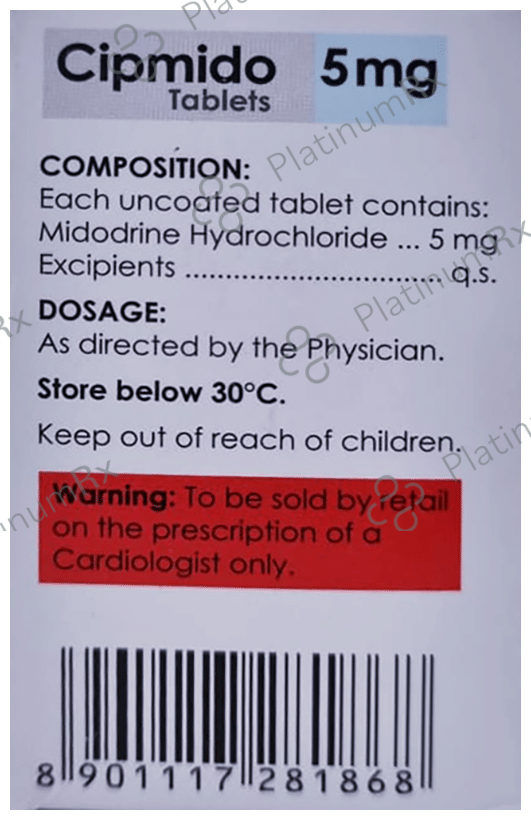 Cipmido 5mg
Tablets
COMPOSITION:
Each uncoated tablet contains:
Midodrine Hydrochloride ... 5 mg
Excipients ................................ q.s.
DOSAGE:
As directed by the Physician.
Store below 30°C.
Keep out of reach of children.
Warning: To be sold by retail
on the prescription of a
Cardiologist only.
8 901117 281868
PlatinumRx
PlatinumRx